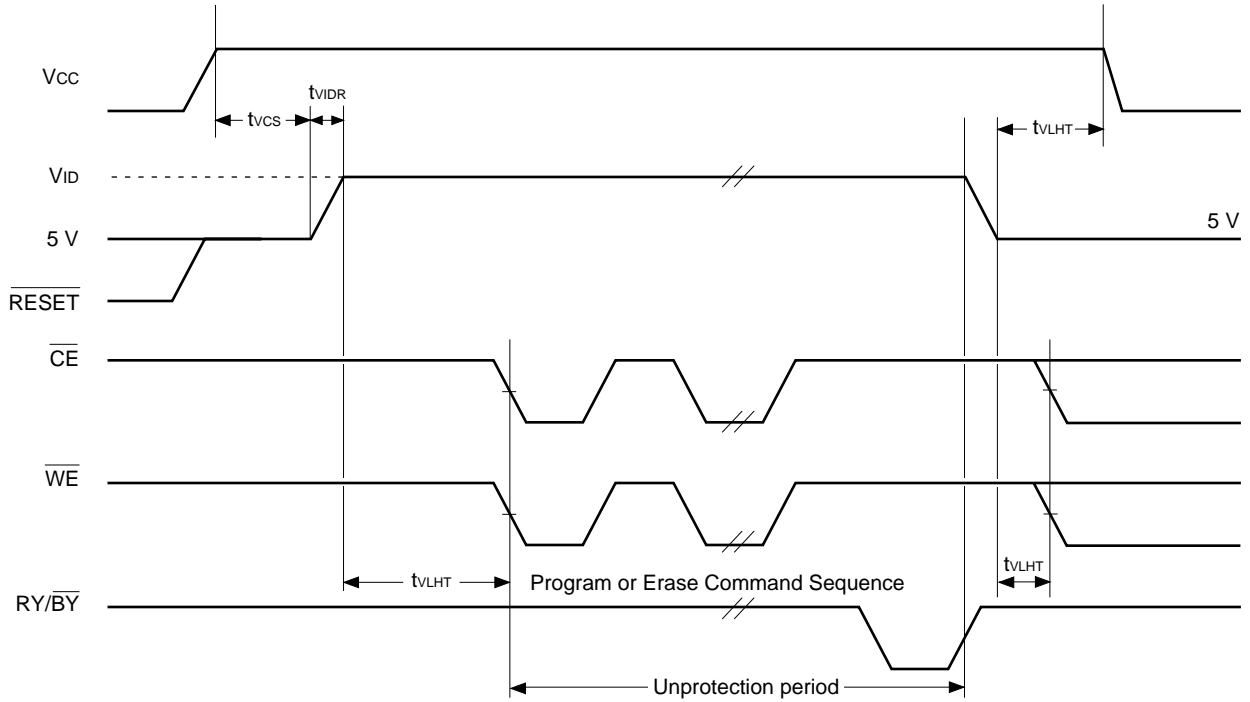 VCC
tVIDR
tVCS
tVLHT
VID
5 V
5 V
RESET
CE
WE
tVLHT
Program or Erase Command Sequence
tVLHT
RY/BY
Unprotection period